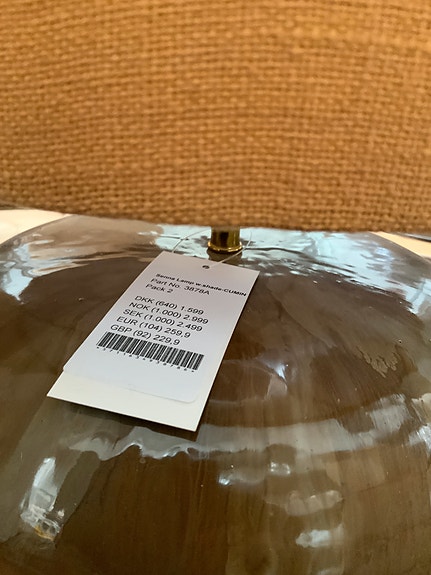 Senna Lamp w.shade-CUMIN
Part No. 3878A
Pack 2
DKK (640) 1.599
NOK (1.000) 2.999
SEK (1.000) 2.499
EUR (104) 259,9
GBP (92) 229,9